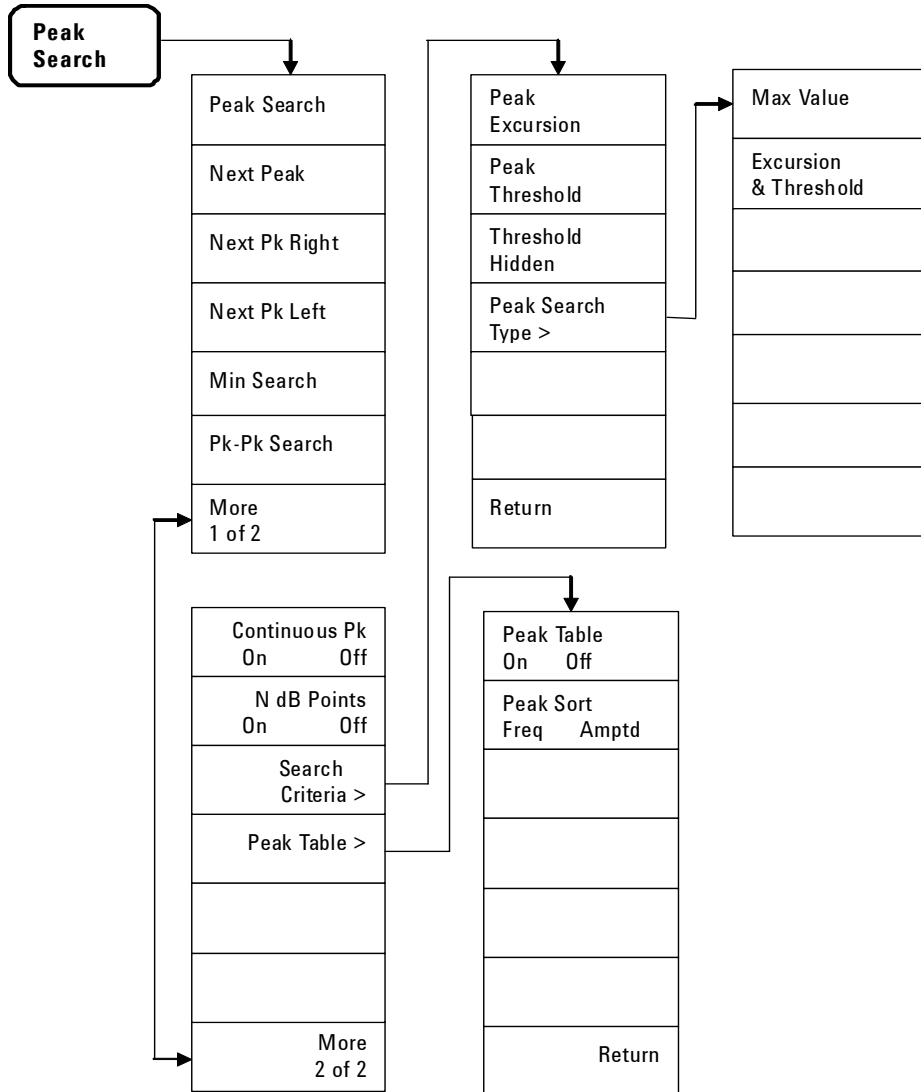 Peak
Search
Peak Search
Next Peak
Next Pk Right
Next Pk Left
Min Search
Pk-Pk Search
More
1 of 2
Peak
Excursion
Peak
Threshold
Threshold
Hidden
Peak Search
Type >
Return
Max Value
Excursion
& Threshold
Continuous Pk
On Off
N dB Points
On Off
Search
Criteria >
Peak Table >
More
2 of 2
Peak Table
On Off
Peak Sort
Freq Amptd
Return